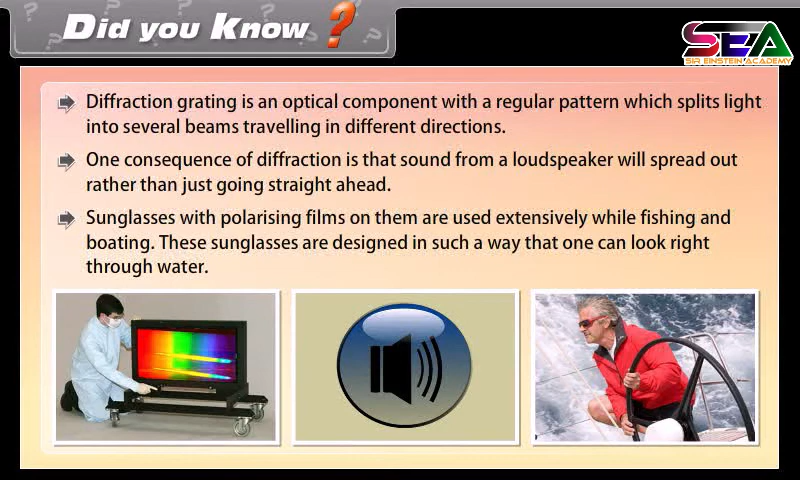 Did you Know ?
SEA
SIR EINSTEIN ACADEMY
Diffraction grating is an optical component with a regular pattern which splits light
into several beams travelling in different directions.
One consequence of diffraction is that sound from a loudspeaker will spread out
rather than just going straight ahead.
Sunglasses with polarising films on them are used extensively while fishing and
boating. These sunglasses are designed in such a way that one can look right
through water.